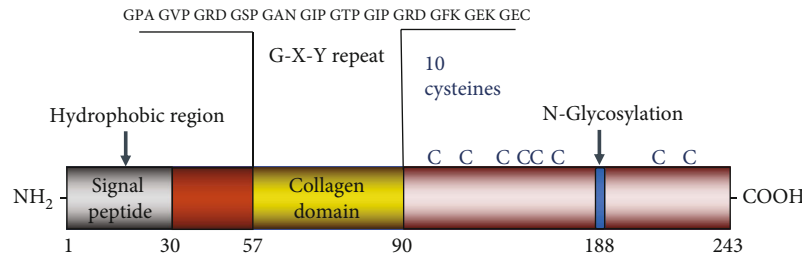 GPA GVP GRD GSP GAN GIP GTP GIP GRD GFK GEK GEC
G-X-Y repeat
10
cysteines
Hydrophobic region
N-Glycosylation
C C C CC C C C
NH2
Signal
peptide
Collagen
domain
COOH
1 30 57 90 188 243